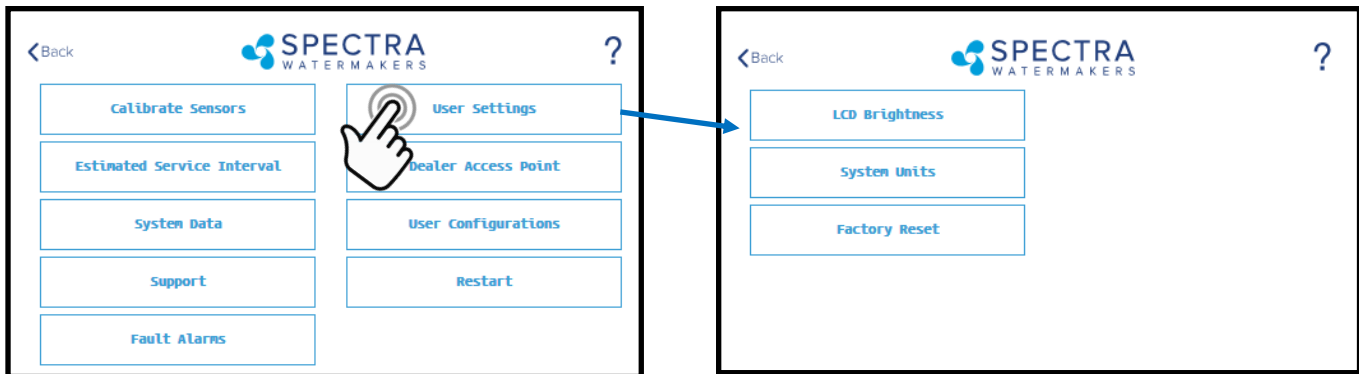 Back
SPECTRA
WATERMAKERS
?
Calibrate Sensors
User Settings
Estimated Service Interval
Dealer Access Point
System Data
User Configurations
Support
Restart
Fault Alarms
Back
SPECTRA
WATERMAKERS
?
LCD Brightness
System Units
Factory Reset